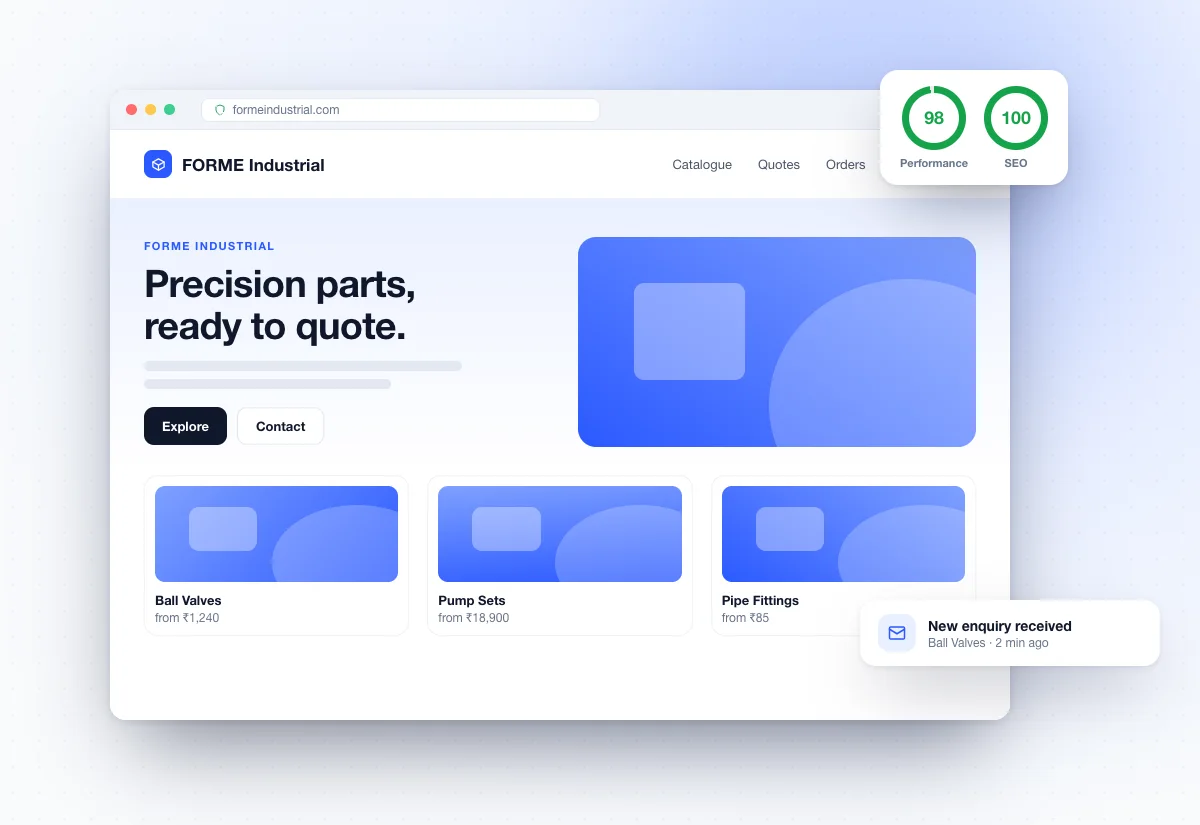 formeindustrial.com
98
100
Performance
SEO
FORME Industrial
Catalogue
Quotes
Orders
FORME INDUSTRIAL
Precision parts,
ready to quote.
Explore
Contact
Ball Valves
from ₹1,240
Pump Sets
from ₹18,900
Pipe Fittings
from ₹85
New enquiry received
Ball Valves · 2 min ago